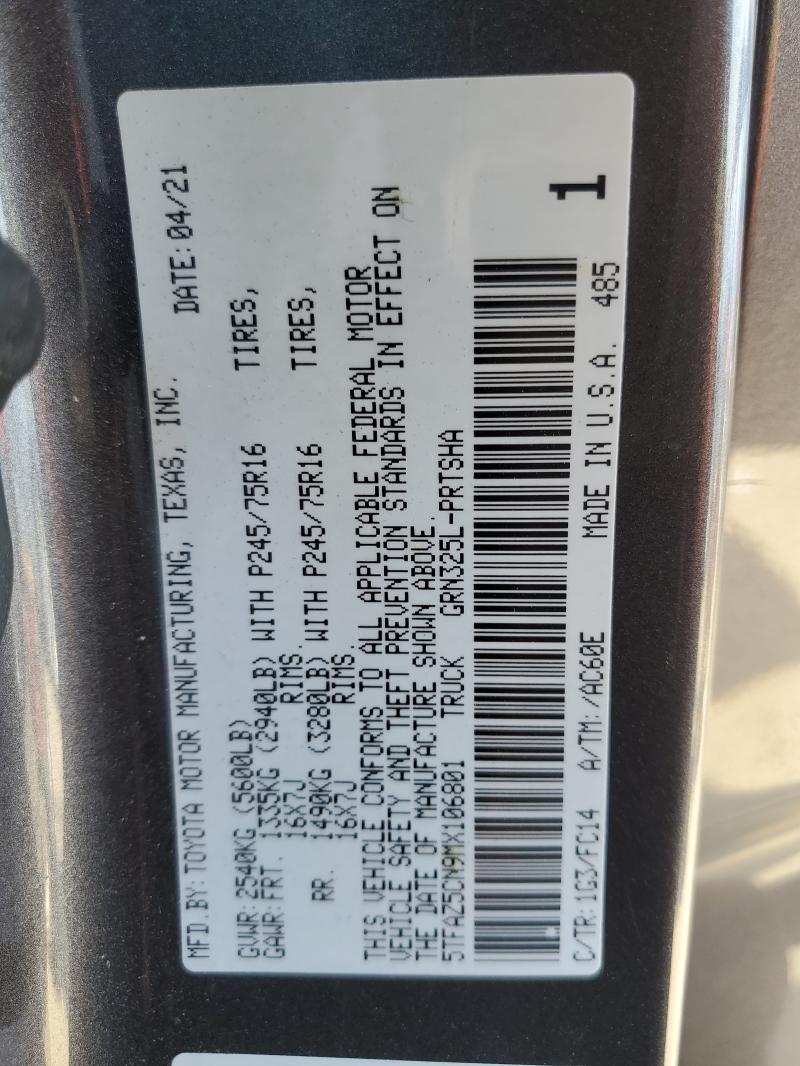 MFD.BY: TOYOTA MOTOR MANUFACTURING, TEXAS, INC. DATE: 04/21
GVWR: 2540KG (5600LB)
GAWR: FRT. 1335KG (2940LB) WITH P245/75R16 TIRES,
16X7J RIMS.
RR. 1490KG (3280LB) WITH P245/75R16 TIRES,
16X7J RIMS.
THIS VEHICLE CONFORMS TO ALL APPLICABLE FEDERAL MOTOR
VEHICLE SAFETY AND THEFT PREVENTION STANDARDS IN EFFECT ON
THE DATE OF MANUFACTURE SHOWN ABOVE.
5TFAZ5CN9MX106801 TRUCK GRN325L-PRTSHA
1
C/TR: 1G3/FC14 A/TM: /AC60E MADE IN U.S.A. 485